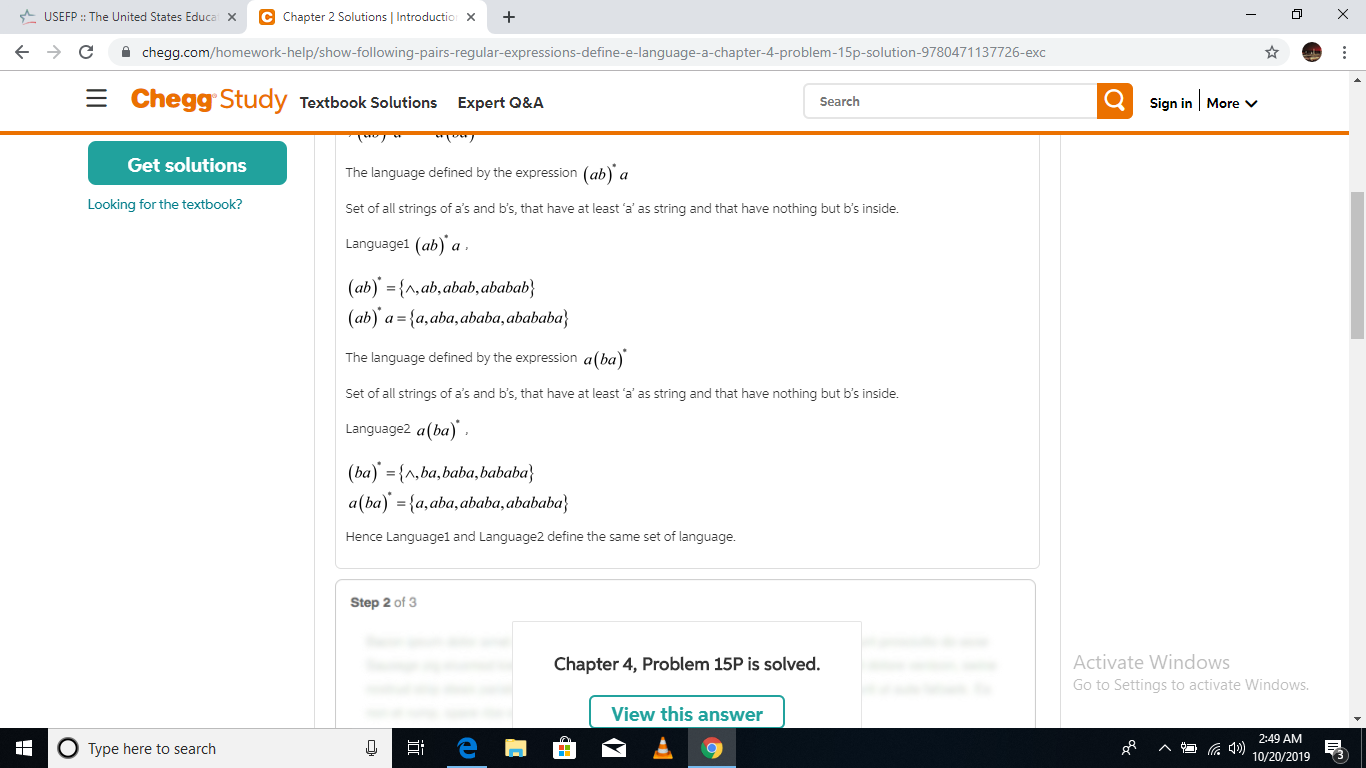 USEFP :: The United States Educat
Chapter 2 Solutions | Introduction
chegg.com/homework-help/show-following-pairs-regular-expressions-define-e-language-a-chapter-4-problem-15p-solution-9780471137726-exc
Chegg Study Textbook Solutions Expert Q&A Search Sign in More
Get solutions
Looking for the textbook?
The language defined by the expression (ab)* a
Set of all strings of a's and b's, that have at least 'a' as string and that have nothing but b's inside.
Language1 (ab)* a ,
(ab)* = {∧, ab, abab, ababab}
(ab)* a = {a, aba, ababa, abababa}
The language defined by the expression a(ba)*
Set of all strings of a's and b's, that have at least 'a' as string and that have nothing but b's inside.
Language2 a(ba)* ,
(ba)* = {∧, ba, baba, bababa}
a(ba)* = {a, aba, ababa, abababa}
Hence Language1 and Language2 define the same set of language.
Step 2 of 3
Chapter 4, Problem 15P is solved.
View this answer
Activate Windows
Go to Settings to activate Windows.
Type here to search
2:49 AM
10/20/2019
3